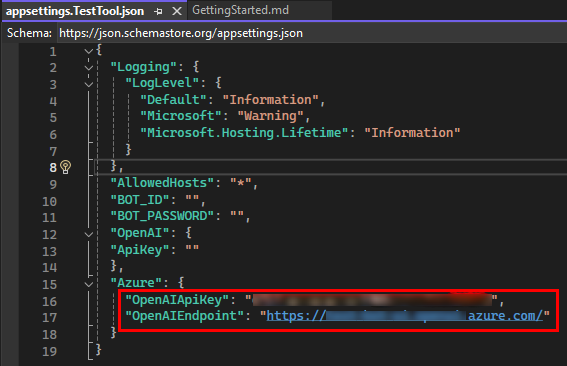 appsettings.TestTool.json GettingStarted.md
Schema: https://json.schemastore.org/appsettings.json
1 {
2 "Logging": {
3 "LogLevel": {
4 "Default": "Information",
5 "Microsoft": "Warning",
6 "Microsoft.Hosting.Lifetime": "Information"
7 }
8 },
9 "AllowedHosts": "*",
10 "BOT_ID": "",
11 "BOT_PASSWORD": "",
12 "OpenAI": {
13 "ApiKey": ""
14 },
15 "Azure": {
16 "OpenAIApiKey": "",
17 "OpenAIEndpoint": "https://azure.com/"
18 }
19 }